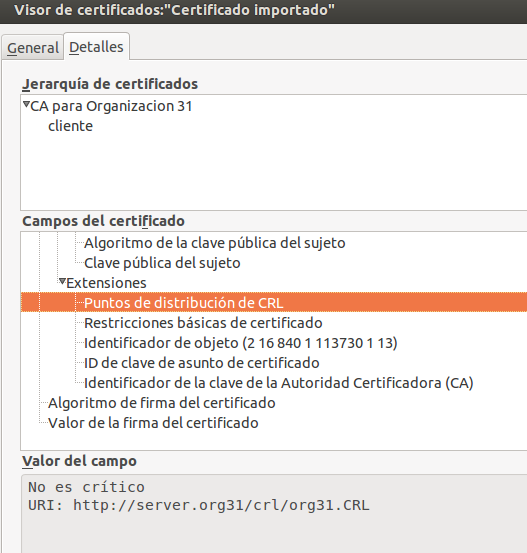 Visor de certificados:"Certificado importado"
General
Detalles
Jerarquía de certificados
CA para Organizacion 31
cliente
Campos del certificado
Algoritmo de la clave pública del sujeto
Clave pública del sujeto
Extensiones
Puntos de distribución de CRL
Restricciones básicas de certificado
Identificador de objeto (2 16 840 1 113730 1 13)
ID de clave de asunto de certificado
Identificador de la clave de la Autoridad Certificadora (CA)
Algoritmo de firma del certificado
Valor de la firma del certificado
Valor del campo
No es crítico
URI: http://server.org31/crl/org31.CRL